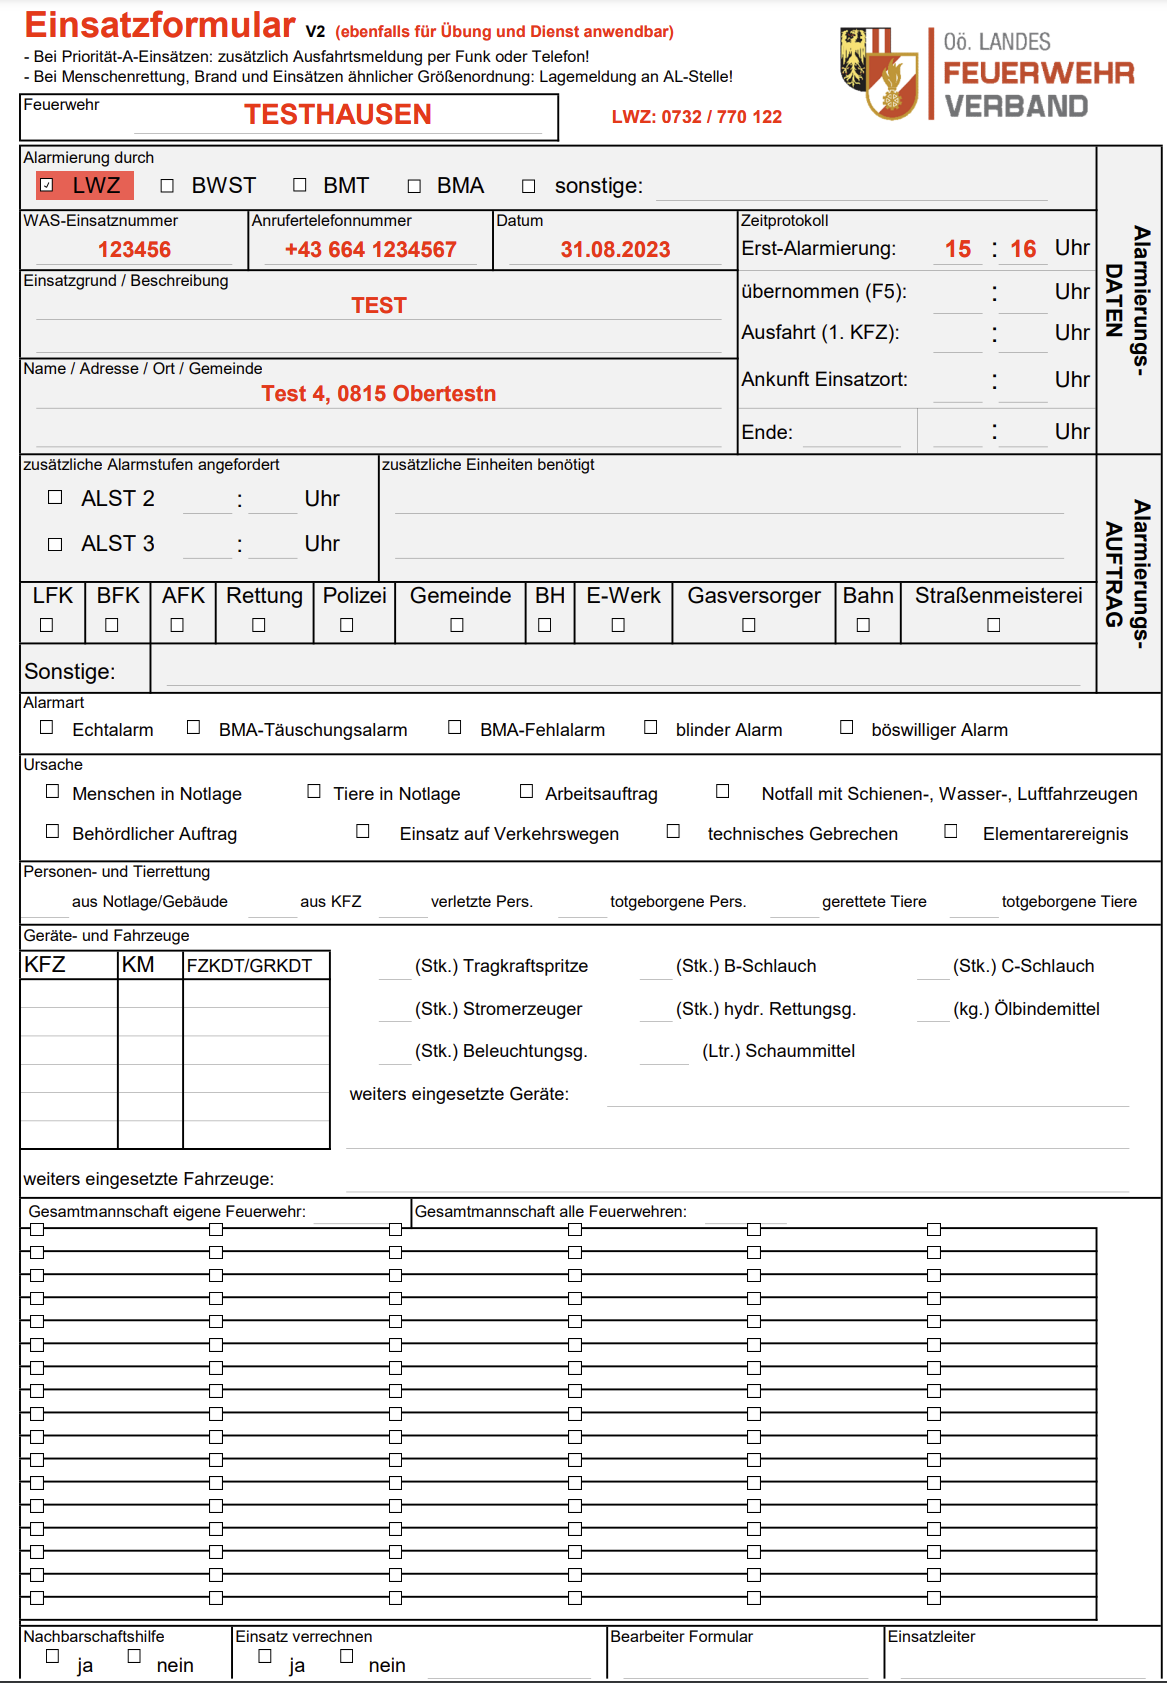 Einsatzformular V2 (ebenfalls für Übung und Dienst anwendbar)
- Bei Priorität-A-Einsätzen: zusätzlich Ausfahrtsmeldung per Funk oder Telefon!
- Bei Menschenrettung, Brand und Einsätzen ähnlicher Größenordnung: Lagemeldung an AL-Stelle!
OÖ. LANDES
FEUERWEHR
VERBAND
Feuerwehr TESTHAUSEN
LWZ: 0732 / 770 122
Alarmierung durch
LWZ BWST BMT BMA sonstige:
WAS-Einsatznummer Anrufertelefonnummer Datum Zeitprotokoll
123456 +43 664 1234567 31.08.2023 Erst-Alarmierung: 15 : 16 Uhr
Einsatzgrund / Beschreibung
TEST
übernommen (F5): : Uhr
Ausfahrt (1. KFZ): : Uhr
Name / Adresse / Ort / Gemeinde
Test 4, 0815 Obertestn
Ankunft Einsatzort: : Uhr
Ende: : Uhr
Alarmierungs-
DATEN
zusätzliche Alarmstufen angefordert zusätzliche Einheiten benötigt
ALST 2 : Uhr
ALST 3 : Uhr
LFK BFK AFK Rettung Polizei Gemeinde BH E-Werk Gasversorger Bahn Straßenmeisterei
Sonstige:
Alarmierungs-
AUFTRAG
Alarmart
Echtalarm BMA-Täuschungsalarm BMA-Fehlalarm blinder Alarm böswilliger Alarm
Ursache
Menschen in Notlage Tiere in Notlage Arbeitsauftrag Notfall mit Schienen-, Wasser-, Luftfahrzeugen
Behördlicher Auftrag Einsatz auf Verkehrswegen technisches Gebrechen Elementarereignis
Personen- und Tierrettung
aus Notlage/Gebäude aus KFZ verletzte Pers. totgeborgene Pers. gerettete Tiere totgeborgene Tiere
Geräte- und Fahrzeuge
KFZ KM FZKDT/GRKDT
(Stk.) Tragkraftspritze (Stk.) B-Schlauch (Stk.) C-Schlauch
(Stk.) Stromerzeuger (Stk.) hydr. Rettungsg. (kg.) Ölbindemittel
(Stk.) Beleuchtungsg. (Ltr.) Schaummittel
weiters eingesetzte Geräte:
weiters eingesetzte Fahrzeuge:
Gesamtmannschaft eigene Feuerwehr: Gesamtmannschaft alle Feuerwehren:
Nachbarschaftshilfe Einsatz verrechnen Bearbeiter Formular Einsatzleiter
ja nein ja nein